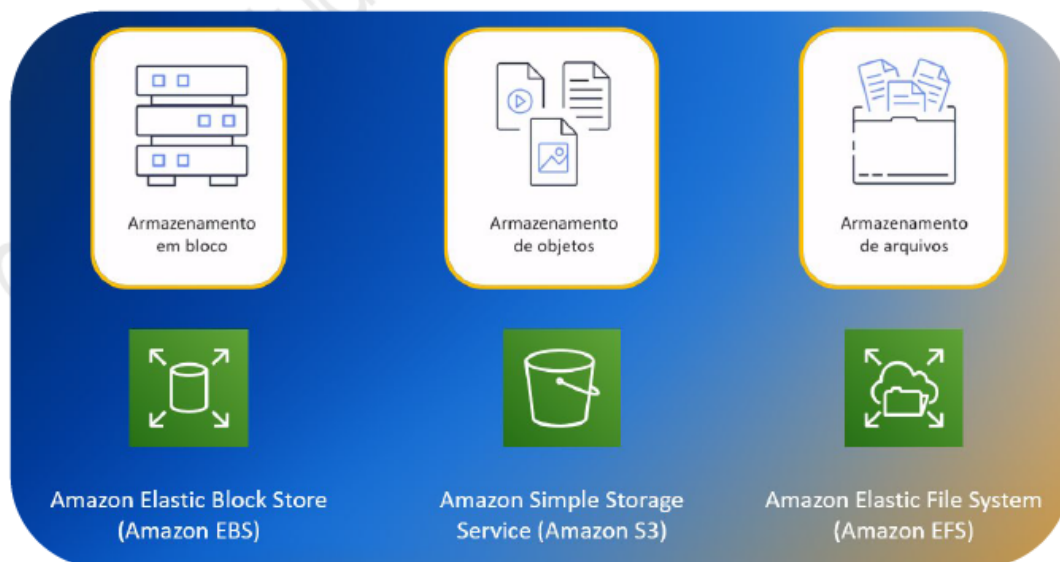 Armazenamento
em bloco
Armazenamento
de objetos
Armazenamento
de arquivos
Amazon Elastic Block Store
(Amazon EBS)
Amazon Simple Storage
Service (Amazon S3)
Amazon Elastic File System
(Amazon EFS)